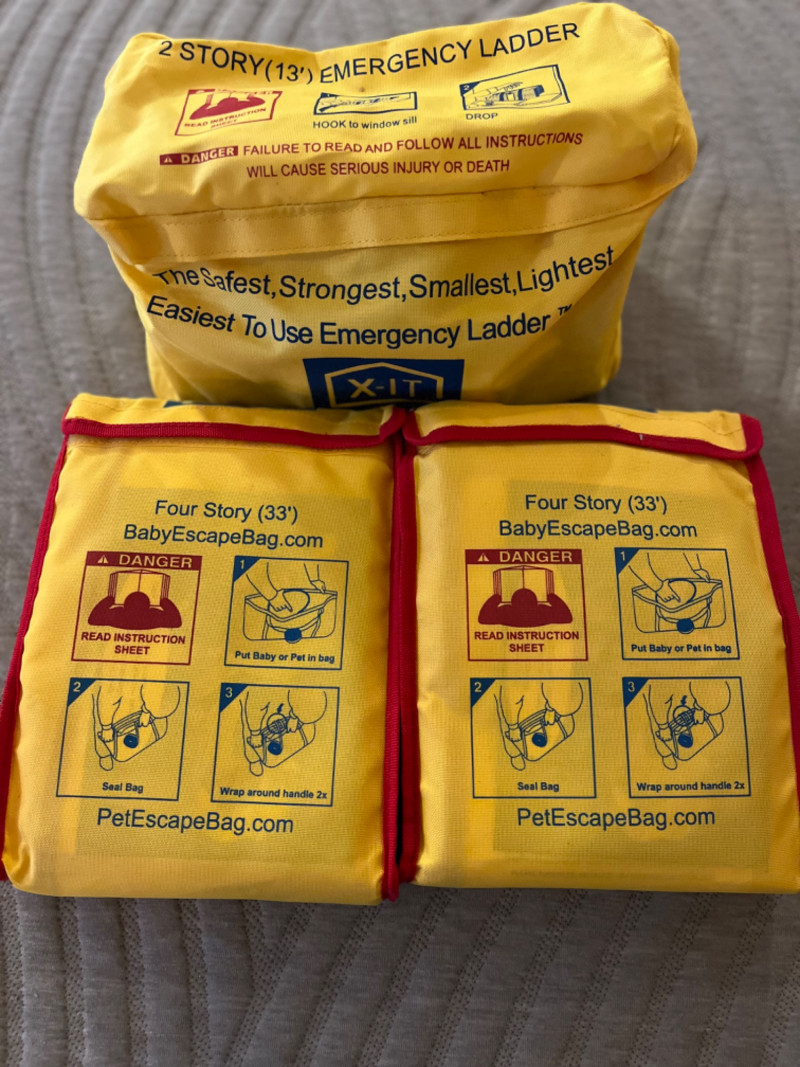 2 STORY(13') EMERGENCY LADDER
READ INSTRUCTION
SHEET
HOOK to window sill
2
DROP
DANGER FAILURE TO READ AND FOLLOW ALL INSTRUCTIONS
WILL CAUSE SERIOUS INJURY OR DEATH
The Safest,Strongest,Smallest,Lightest
Easiest To Use Emergency Ladder ™
X-IT
Four Story (33')
BabyEscapeBag.com
DANGER
READ INSTRUCTION
SHEET
1
Put Baby or Pet in bag
2
Seal Bag
3
Wrap around handle 2x
PetEscapeBag.com
Four Story (33')
BabyEscapeBag.com
DANGER
READ INSTRUCTION
SHEET
1
Put Baby or Pet in bag
2
Seal Bag
3
Wrap around handle 2x
PetEscapeBag.com